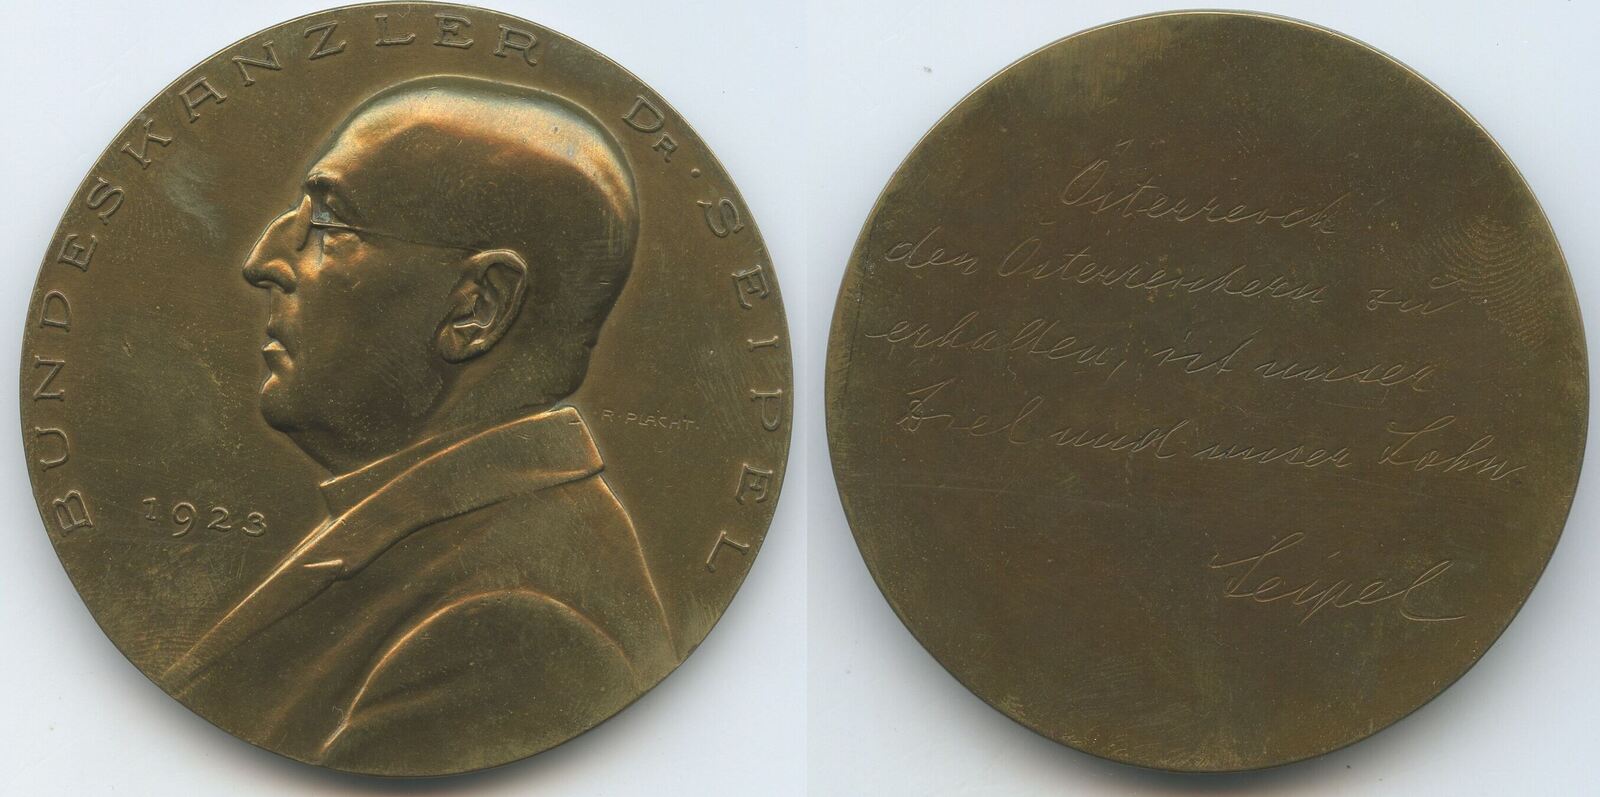 BUNDESKANZLER DR. SEIPEL
1923
R. PLACHT.
Österreich
den Österreichern zu
erhalten, ist unser
Ziel und unser Lohn.
Seipel